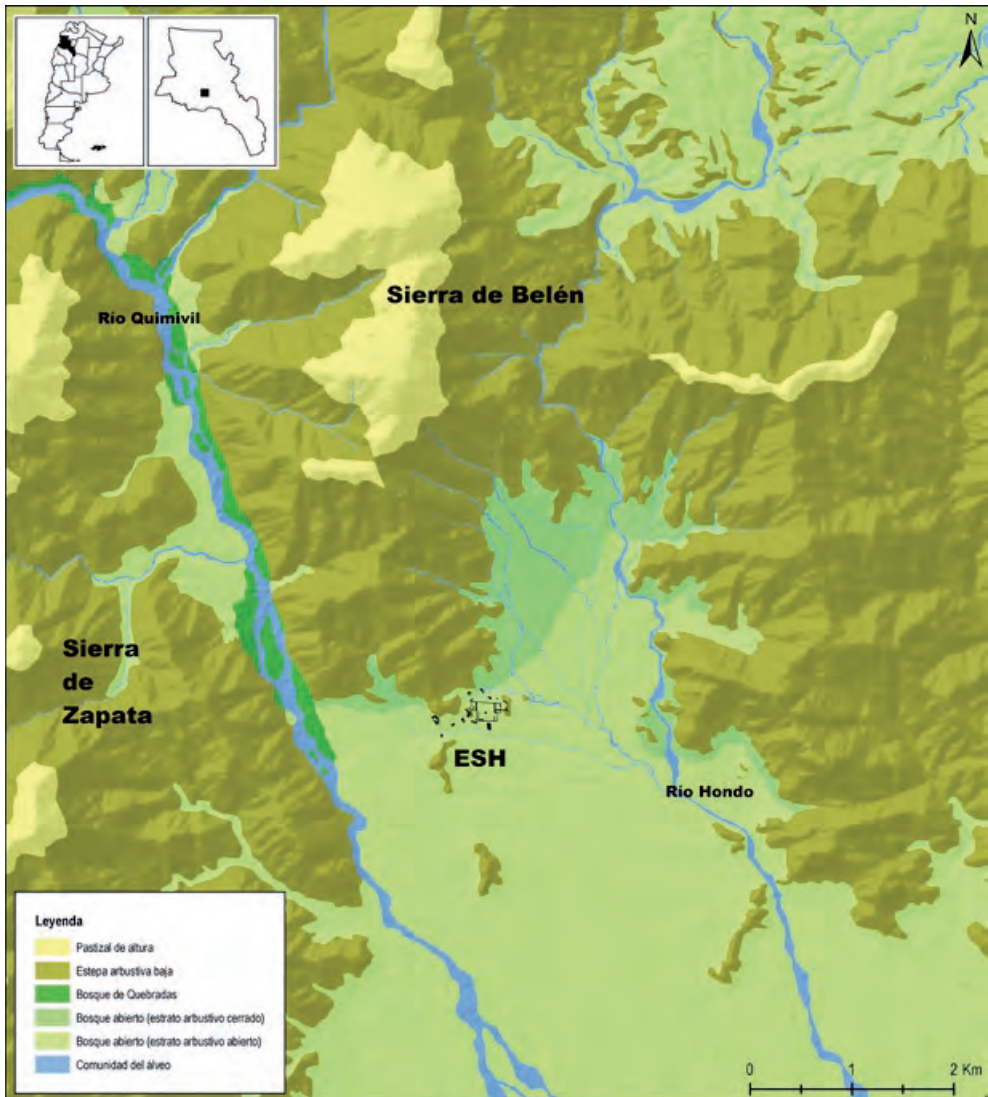 N
Sierra de Belén
Río Quimivil
Sierra
de
Zapata
ESH
Río Hondo
Leyenda
Pastizal de altura
Estepa arbustiva baja
Bosque de Quebradas
Bosque abierto (estrato arbustivo cerrado)
Bosque abierto (estrato arbustivo abierto)
Comunidad del álveo
0 1 2 Km